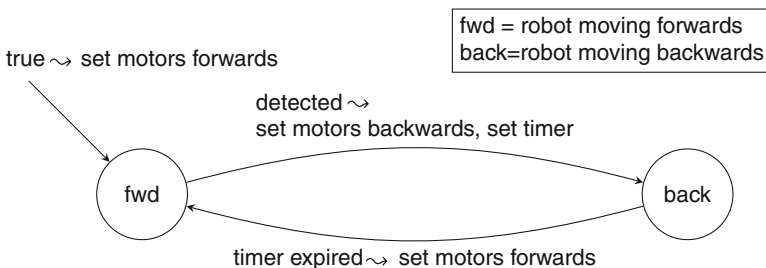 fwd = robot moving forwards
back=robot moving backwards
true ⤳ set motors forwards
detected ⤳
set motors backwards, set timer
fwd
back
timer expired ⤳ set motors forwards